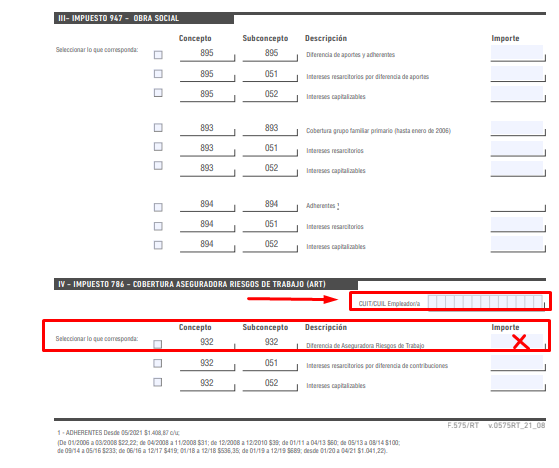 III- IMPUESTO 947 - OBRA SOCIAL
Concepto Subconcepto Descripción Importe
Seleccionar lo que corresponda:
895 895 Diferencia de aportes y adherentes
895 051 Intereses resarcitorios por diferencia de aportes
895 052 Intereses capitalizables
893 893 Cobertura grupo familiar primario (hasta enero de 2006)
893 051 Intereses resarcitorios
893 052 Intereses capitalizables
894 894 Adherentes 1
894 051 Intereses resarcitorios
894 052 Intereses capitalizables
IV - IMPUESTO 786 - COBERTURA ASEGURADORA RIESGOS DE TRABAJO (ART)
CUIT/CUIL Empleador/a
Concepto Subconcepto Descripción Importe
Seleccionar lo que corresponda:
932 932 Diferencia de Aseguradora Riesgos de Trabajo
932 051 Intereses resarcitorios por diferencia de contribuciones
932 052 Intereses capitalizables
F.575/RT v.0575RT_21_08
1 - ADHERENTES Desde 05/2021 $1.408,87 c/u;
(De 01/2006 a 03/2008 $22,22; de 04/2008 a 11/2008 $31; de 12/2008 a 12/2010 $39; de 01/11 a 04/13 $60; de 05/13 a 08/14 $100;
de 09/14 a 05/16 $233; de 06/16 a 12/17 $419; 01/18 a 12/18 $536,35; de 01/19 a 12/19 $689; desde 01/20 a 04/21 $1.041,22).